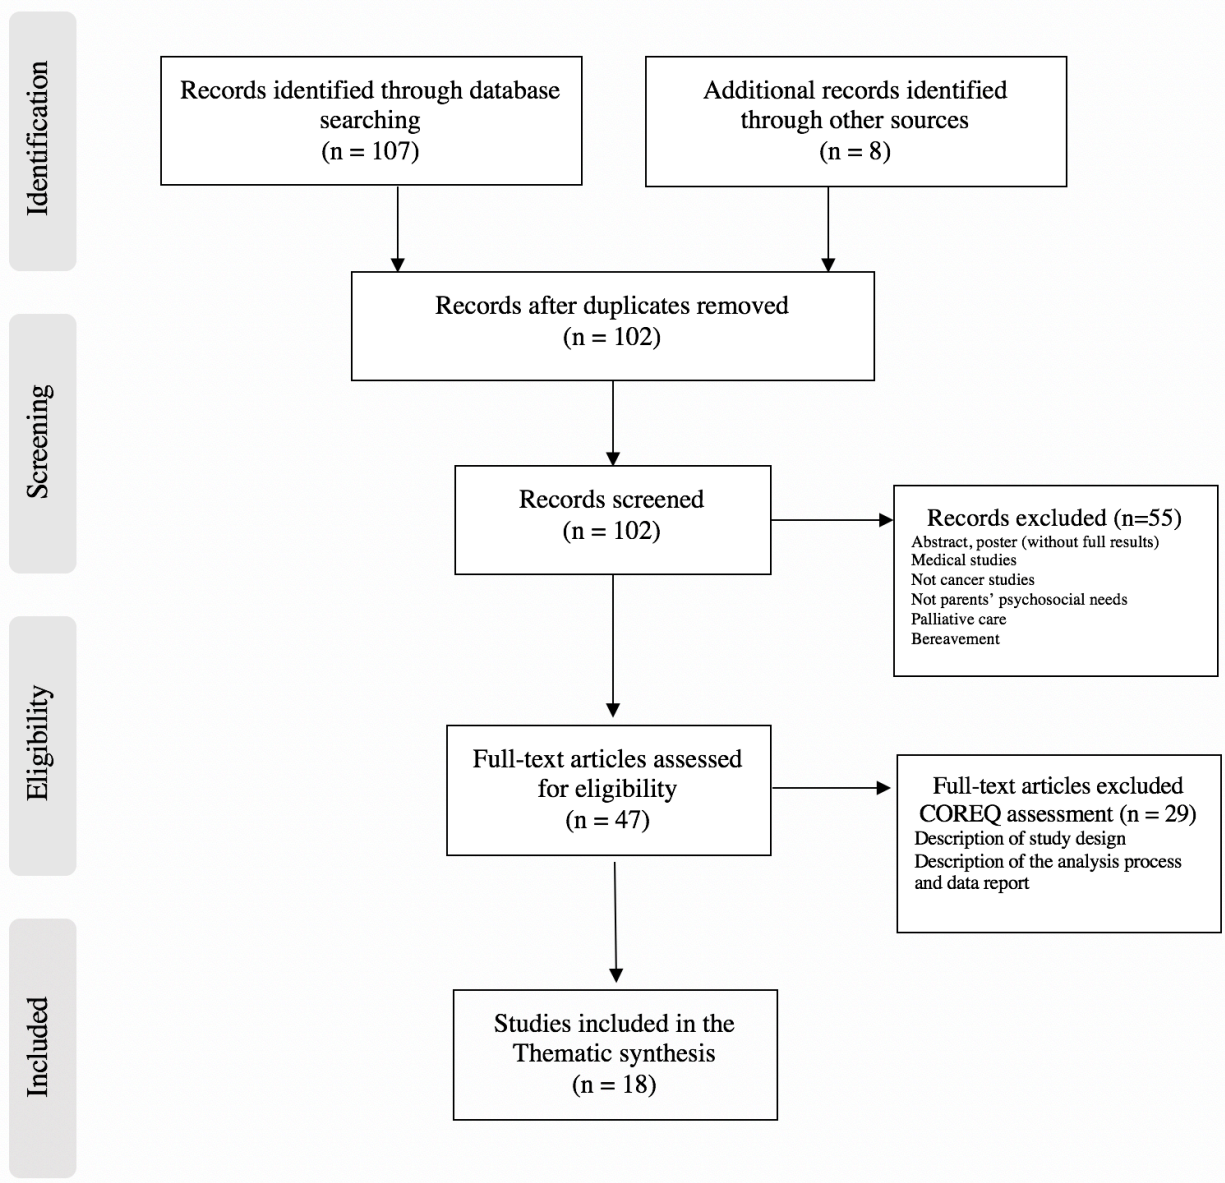 Identification
Records identified through database
searching
(n = 107)
Additional records identified
through other sources
(n = 8)
Records after duplicates removed
(n = 102)
Screening
Records screened
(n = 102)
Records excluded (n=55)
Abstract, poster (without full results)
Medical studies
Not cancer studies
Not parents’ psychosocial needs
Palliative care
Bereavement
Eligibility
Full-text articles assessed
for eligibility
(n = 47)
Full-text articles excluded
COREQ assessment (n = 29)
Description of study design
Description of the analysis process
and data report
Included
Studies included in the
Thematic synthesis
(n = 18)